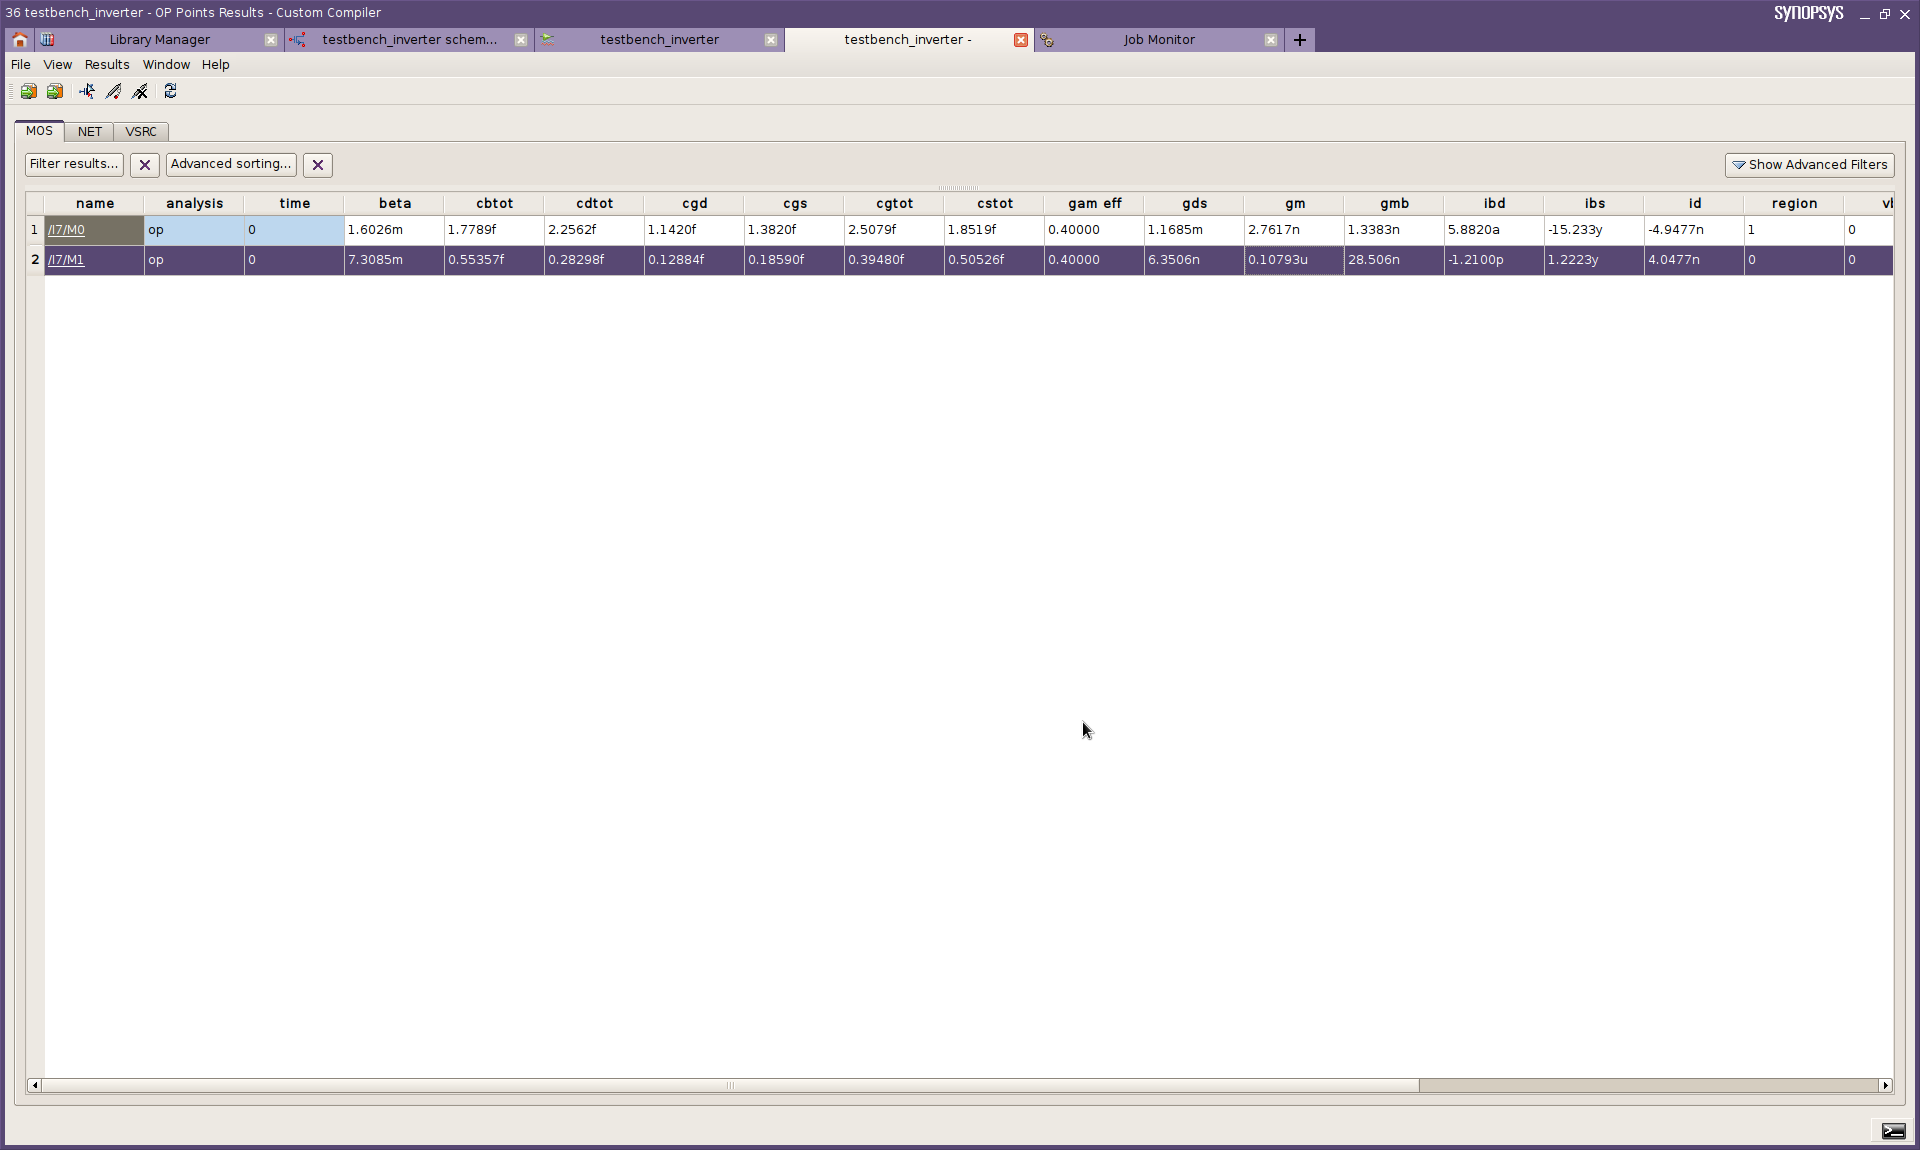 36 testbench_inverter - OP Points Results - Custom Compiler
SYNOPSYS
Library Manager testbench_inverter schem... testbench_inverter testbench_inverter - Job Monitor
File View Results Window Help
MOS NET VSRC
Filter results... Advanced sorting... Show Advanced Filters
name analysis time beta cbtot cdtot cgd cgs cgtot cstot gam eff gds gm gmb ibd ibs id region
1 /I7/M0 op 0 1.6026m 1.7789f 2.2562f 1.1420f 1.3820f 2.5079f 1.8519f 0.40000 1.1685m 2.7617n 1.3383n 5.8820a -15.233y -4.9477n 1 0
2 /I7/M1 op 0 7.3085m 0.55357f 0.28298f 0.12884f 0.18590f 0.39480f 0.50526f 0.40000 6.3506n 0.10793u 28.506n -1.2100p 1.2223y 4.0477n 0 0